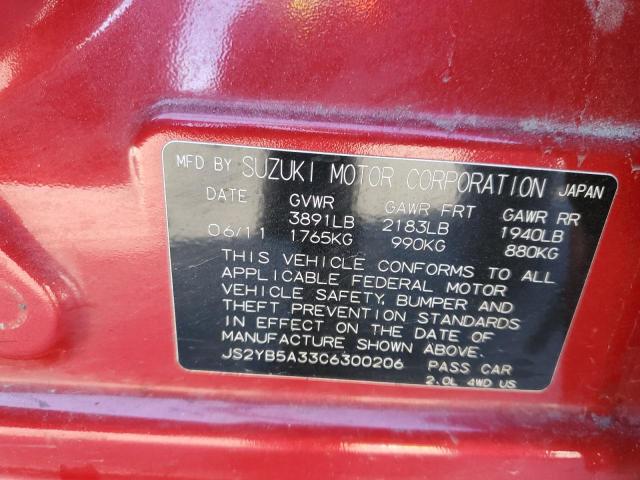 MFD BY SUZUKI MOTOR CORPORATION JAPAN
DATE GVWR GAWR FRT GAWR RR
3891LB 2183LB 1940LB
06/11 1765KG 990KG 880KG
THIS VEHICLE CONFORMS TO ALL
APPLICABLE FEDERAL MOTOR
VEHICLE SAFETY, BUMPER AND
THEFT PREVENTION STANDARDS
IN EFFECT ON THE DATE OF
MANUFACTURE SHOWN ABOVE.
JS2YB5A33C6300206 PASS CAR
2.0L 4WD US